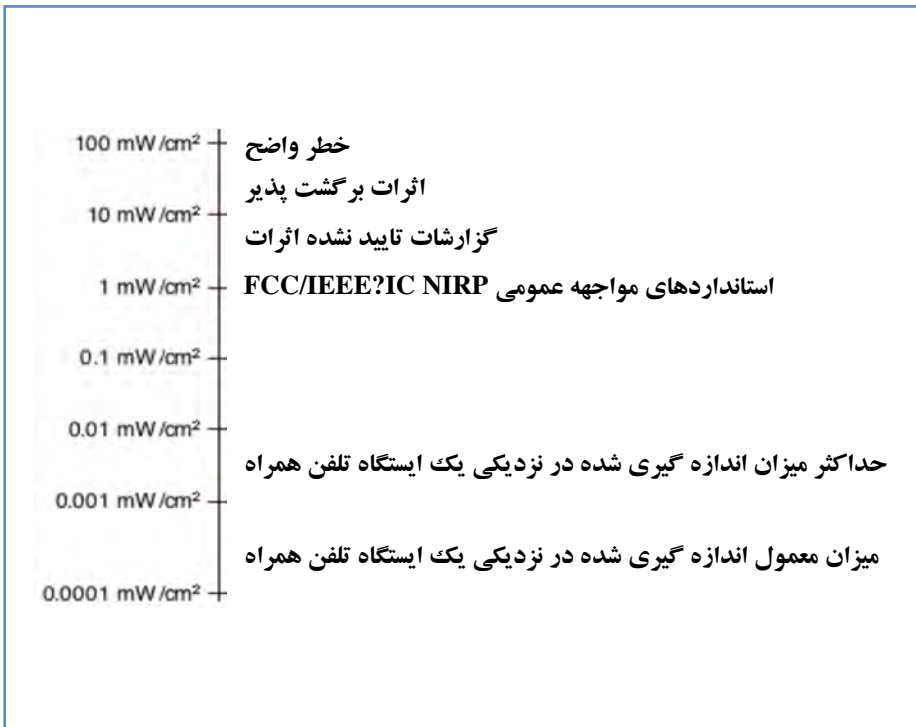 100 mW/cm² خطر واضح
اثرات برگشت پذیر
10 mW/cm²
گزارشات تایید نشده اثرات
1 mW/cm² استانداردهای مواجهه عمومی FCC/IEEE?IC NIRP
0.1 mW/cm²
0.01 mW/cm²
حداکثر میزان اندازه گیری شده در نزدیکی یک ایستگاه تلفن همراه
0.001 mW/cm²
میزان معمول اندازه گیری شده در نزدیکی یک ایستگاه تلفن همراه
0.0001 mW/cm²